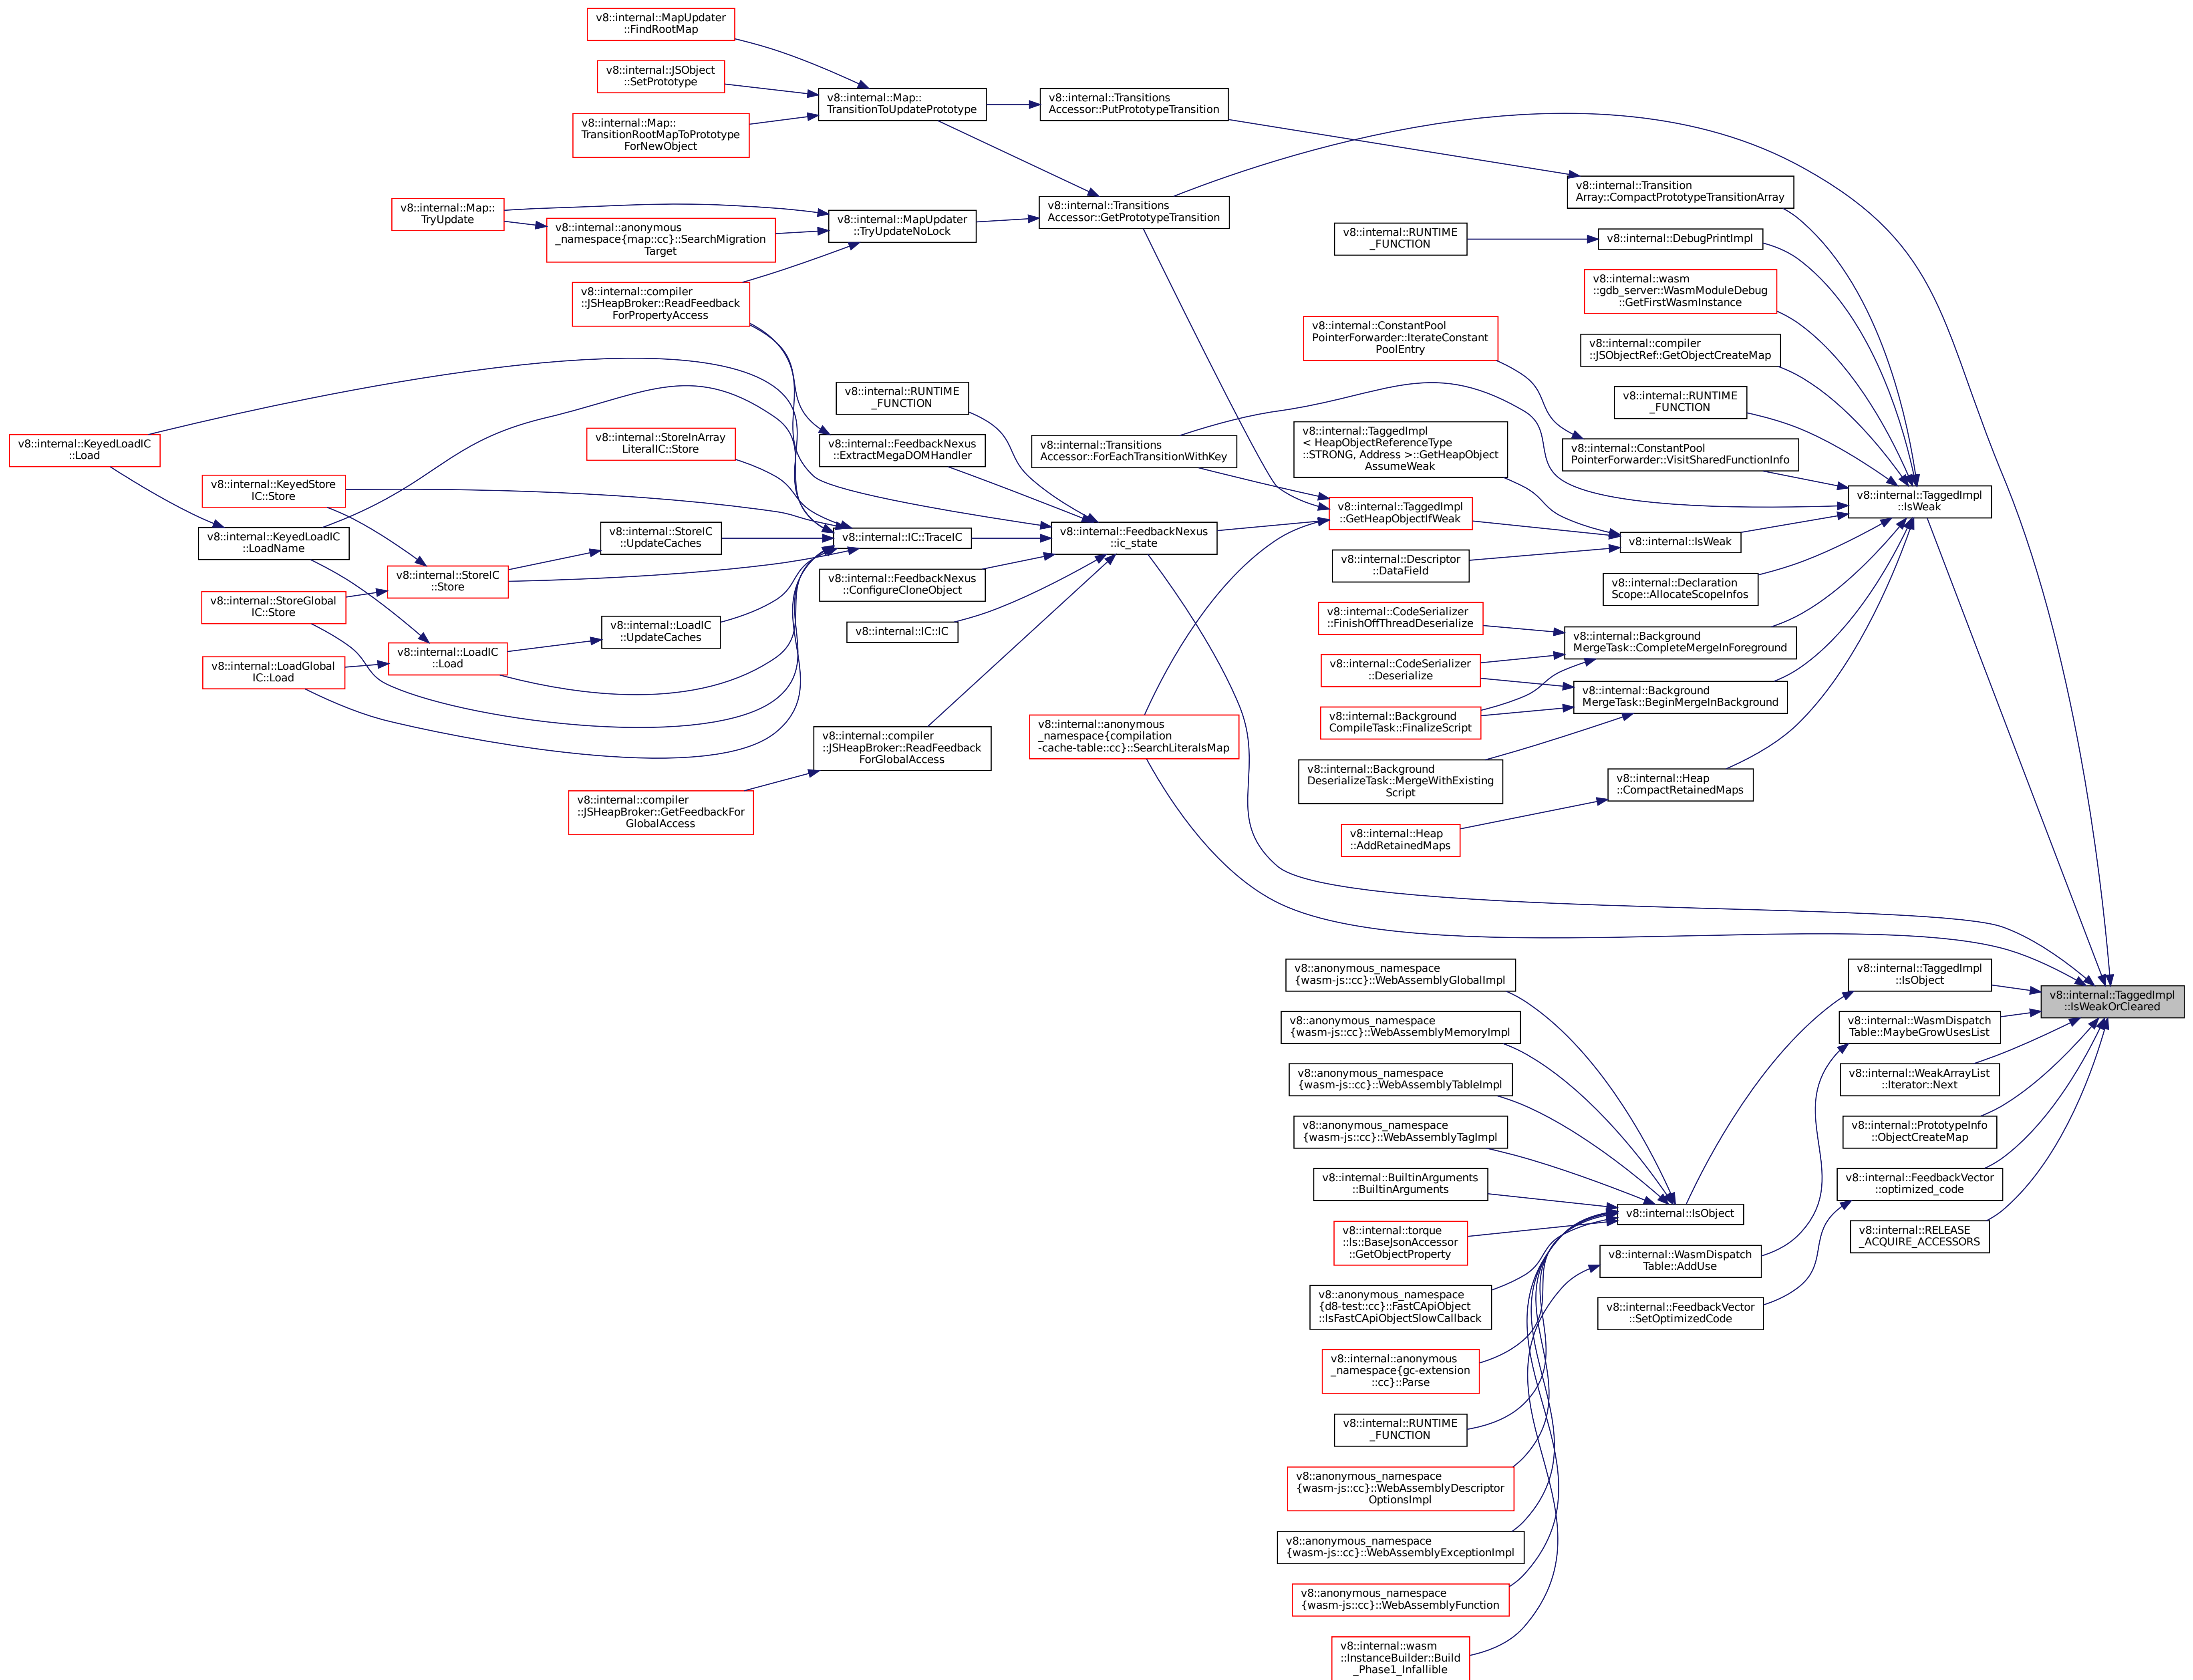 v8::internal::MapUpdater
::FindRootMap
v8::internal::JSObject
::SetPrototype
v8::internal::Map::
TransitionRootMapToPrototype
ForNewObject
v8::internal::Map::
TransitionToUpdatePrototype
v8::internal::Transitions
Accessor::PutPrototypeTransition
v8::internal::Map::
TryUpdate
v8::internal::anonymous
_namespace{map::cc}::SearchMigration
Target
v8::internal::MapUpdater
::TryUpdateNoLock
v8::internal::Transitions
Accessor::GetPrototypeTransition
v8::internal::compiler
::JSHeapBroker::ReadFeedback
ForPropertyAccess
v8::internal::Transition
Array::CompactPrototypeTransitionArray
v8::internal::RUNTIME
_FUNCTION
v8::internal::DebugPrintImpl
v8::internal::wasm
::gdb_server::WasmModuleDebug
::GetFirstWasmInstance
v8::internal::ConstantPool
PointerForwarder::IterateConstant
PoolEntry
v8::internal::compiler
::JSObjectRef::GetObjectCreateMap
v8::internal::RUNTIME
_FUNCTION
v8::internal::ConstantPool
PointerForwarder::VisitSharedFunctionInfo
v8::internal::TaggedImpl
::IsWeak
v8::internal::RUNTIME
_FUNCTION
v8::internal::FeedbackNexus
::ExtractMegaDOMHandler
v8::internal::Transitions
Accessor::ForEachTransitionWithKey
v8::internal::TaggedImpl
< HeapObjectReferenceType
::STRONG, Address >::GetHeapObject
AssumeWeak
v8::internal::KeyedLoadIC
::Load
v8::internal::StoreInArray
LiteralIC::Store
v8::internal::KeyedStore
IC::Store
v8::internal::KeyedLoadIC
::LoadName
v8::internal::StoreIC
::UpdateCaches
v8::internal::IC::TraceIC
v8::internal::FeedbackNexus
::ic_state
v8::internal::TaggedImpl
::GetHeapObjectIfWeak
v8::internal::IsWeak
v8::internal::Descriptor
::DataField
v8::internal::StoreIC
::Store
v8::internal::StoreGlobal
IC::Store
v8::internal::FeedbackNexus
::ConfigureCloneObject
v8::internal::Declaration
Scope::AllocateScopeInfos
v8::internal::LoadIC
::UpdateCaches
v8::internal::IC::IC
v8::internal::CodeSerializer
::FinishOffThreadDeserialize
v8::internal::Background
MergeTask::CompleteMergeInForeground
v8::internal::LoadGlobal
IC::Load
v8::internal::LoadIC
::Load
v8::internal::CodeSerializer
::Deserialize
v8::internal::Background
MergeTask::BeginMergeInBackground
v8::internal::Background
CompileTask::FinalizeScript
v8::internal::anonymous
_namespace{compilation
-cache-table::cc}::SearchLiteralsMap
v8::internal::compiler
::JSHeapBroker::ReadFeedback
ForGlobalAccess
v8::internal::Background
DeserializeTask::MergeWithExisting
Script
v8::internal::Heap
::CompactRetainedMaps
v8::internal::compiler
::JSHeapBroker::GetFeedbackFor
GlobalAccess
v8::internal::Heap
::AddRetainedMaps
v8::anonymous_namespace
{wasm-js::cc}::WebAssemblyGlobalImpl
v8::internal::TaggedImpl
::IsObject
v8::internal::TaggedImpl
::IsWeakOrCleared
v8::anonymous_namespace
{wasm-js::cc}::WebAssemblyMemoryImpl
v8::internal::WasmDispatch
Table::MaybeGrowUsesList
v8::anonymous_namespace
{wasm-js::cc}::WebAssemblyTableImpl
v8::internal::WeakArrayList
::Iterator::Next
v8::anonymous_namespace
{wasm-js::cc}::WebAssemblyTagImpl
v8::internal::PrototypeInfo
::ObjectCreateMap
v8::internal::BuiltinArguments
::BuiltinArguments
v8::internal::FeedbackVector
::optimized_code
v8::internal::IsObject
v8::internal::torque
::ls::BaseJsonAccessor
::GetObjectProperty
v8::internal::RELEASE
_ACQUIRE_ACCESSORS
v8::internal::WasmDispatch
Table::AddUse
v8::anonymous_namespace
{d8-test::cc}::FastCApiObject
::IsFastCApiObjectSlowCallback
v8::internal::FeedbackVector
::SetOptimizedCode
v8::internal::anonymous
_namespace{gc-extension
::cc}::Parse
v8::internal::RUNTIME
_FUNCTION
v8::anonymous_namespace
{wasm-js::cc}::WebAssemblyDescriptor
OptionsImpl
v8::anonymous_namespace
{wasm-js::cc}::WebAssemblyExceptionImpl
v8::anonymous_namespace
{wasm-js::cc}::WebAssemblyFunction
v8::internal::wasm
::InstanceBuilder::Build
_Phase1_Infallible